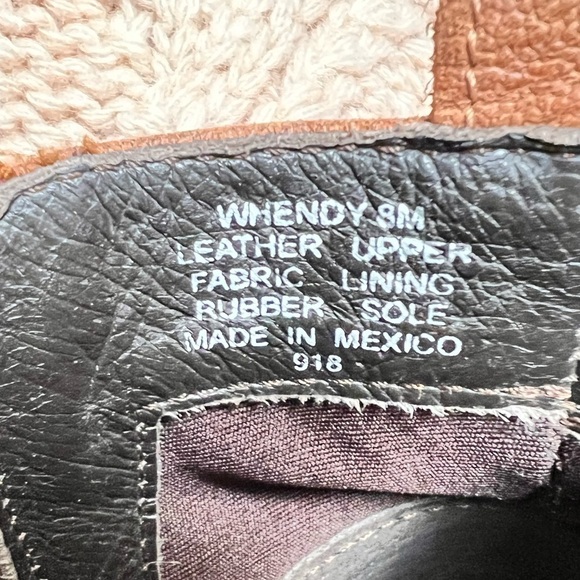 WHENDY 8M
LEATHER UPPER
FABRIC LINING
RUBBER SOLE
MADE IN MEXICO
918